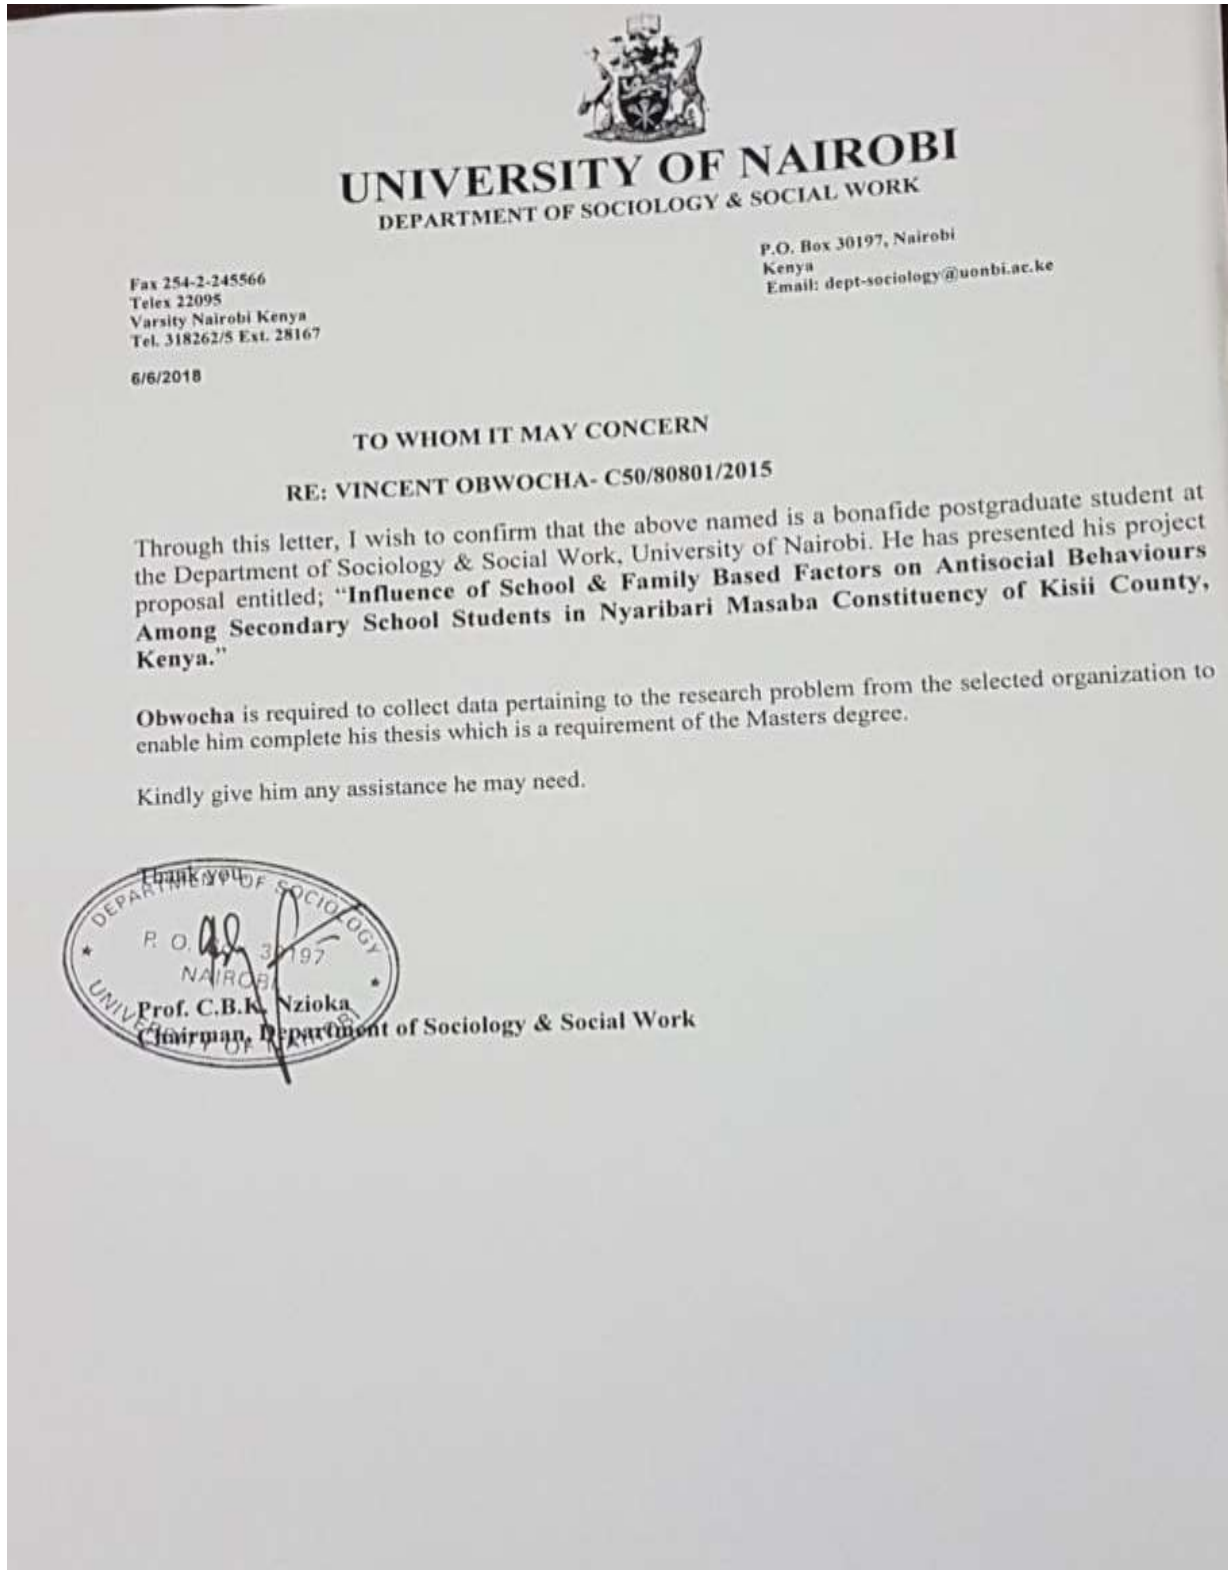 UNIVERSITY OF NAIROBI
DEPARTMENT OF SOCIOLOGY & SOCIAL WORK
P.O. Box 30197, Nairobi
Kenya
Email: dept-sociology@uonbi.ac.ke
Fax 254-2-245566
Telex 22095
Varsity Nairobi Kenya
Tel. 318262/5 Ext. 28167
6/6/2018
TO WHOM IT MAY CONCERN
RE: VINCENT OBWOCHA- C50/80801/2015
Through this letter, I wish to confirm that the above named is a bonafide postgraduate student at
the Department of Sociology & Social Work, University of Nairobi. He has presented his project
proposal entitled; “Influence of School & Family Based Factors on Antisocial Behaviours
Among Secondary School Students in Nyaribari Masaba Constituency of Kisii County,
Kenya.”
Obwocha is required to collect data pertaining to the research problem from the selected organization to
enable him complete his thesis which is a requirement of the Masters degree.
Kindly give him any assistance he may need.
Thank you
DEPARTMENT OF SOCIOLOGY
P. O. 30197
NAIROBI
UNIVERSITY OF NAIROBI
Prof. C.B.K. Nzioka
Chairman, Department of Sociology & Social Work